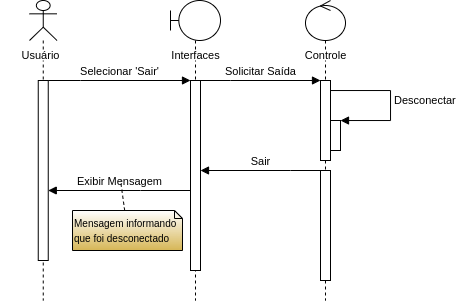 Usuário
Interfaces
Controle
Selecionar 'Sair'
Solicitar Saída
Desconectar
Sair
Exibir Mensagem
Mensagem informando
que foi desconectado